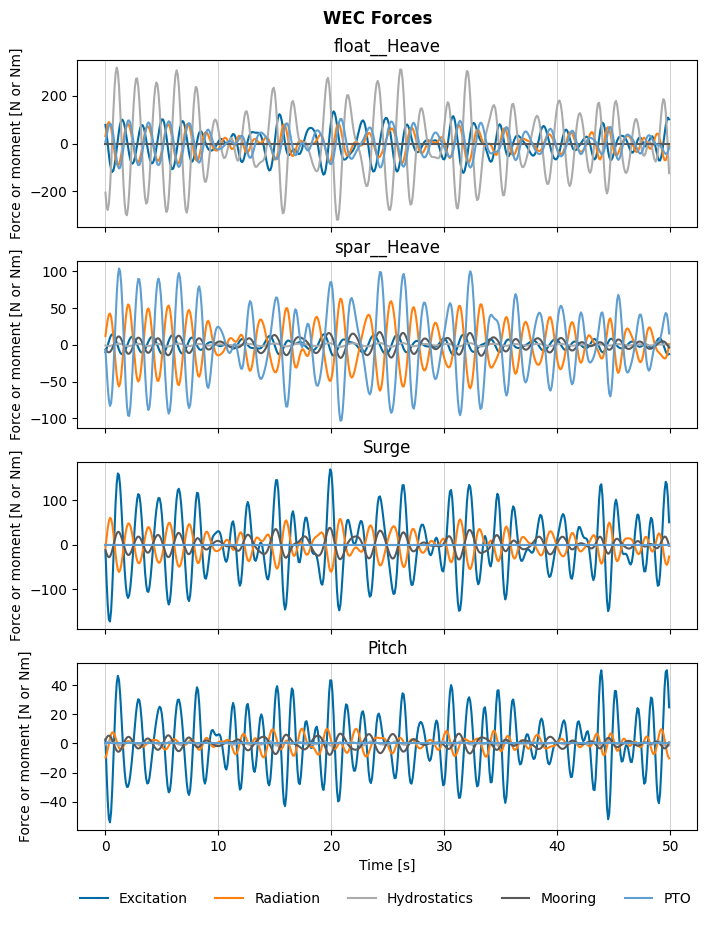 WEC Forces
float__Heave
Force or moment [N or Nm]
200
0
−200
spar__Heave
Force or moment [N or Nm]
100
50
0
−50
−100
Surge
Force or moment [N or Nm]
100
0
−100
Pitch
Force or moment [N or Nm]
40
20
0
−20
−40
0 10 20 30 40 50
Time [s]
Excitation Radiation Hydrostatics Mooring PTO